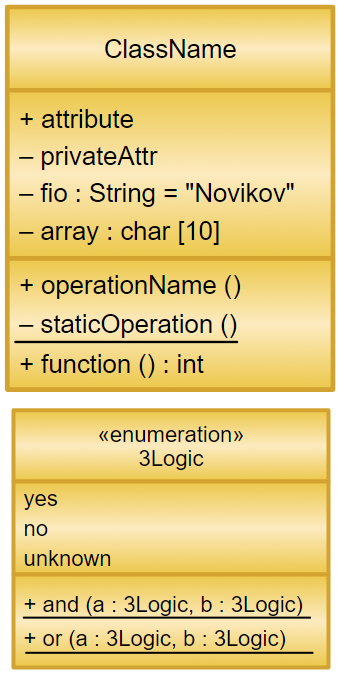 ClassName
+ attribute
– privateAttr
– fio : String = "Novikov"
– array : char [10]
+ operationName ()
– staticOperation ()
+ function () : int
«enumeration»
3Logic
yes
no
unknown
+ and (a : 3Logic, b : 3Logic)
+ or (a : 3Logic, b : 3Logic)